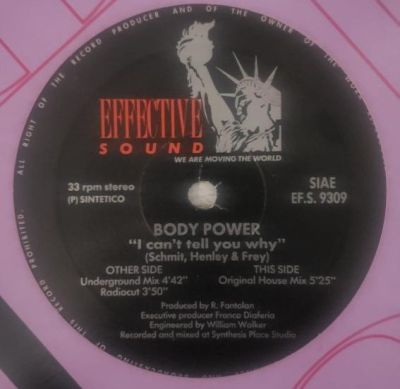 ALL RIGHT OF THE RECORD PRODUCER AND OF THE OWNER OF THE
EFFECTIVE
SOUND
WE ARE MOVING THE WORLD
33 rpm stereo
(P) SINTETICO
SIAE
EF.S. 9309
BODY POWER
"I can't tell you why"
(Schmit, Henley & Frey)
OTHER SIDE THIS SIDE
Underground Mix 4'42" Original House Mix 5'25"
Radiocut 3'50"
Produced by R. Fontolan
Executive producer Franco Diaferia
Engineered by William Walker
Recorded and mixed at Synthesis Place Studio
OF THIS RECORD PROHIBITED.